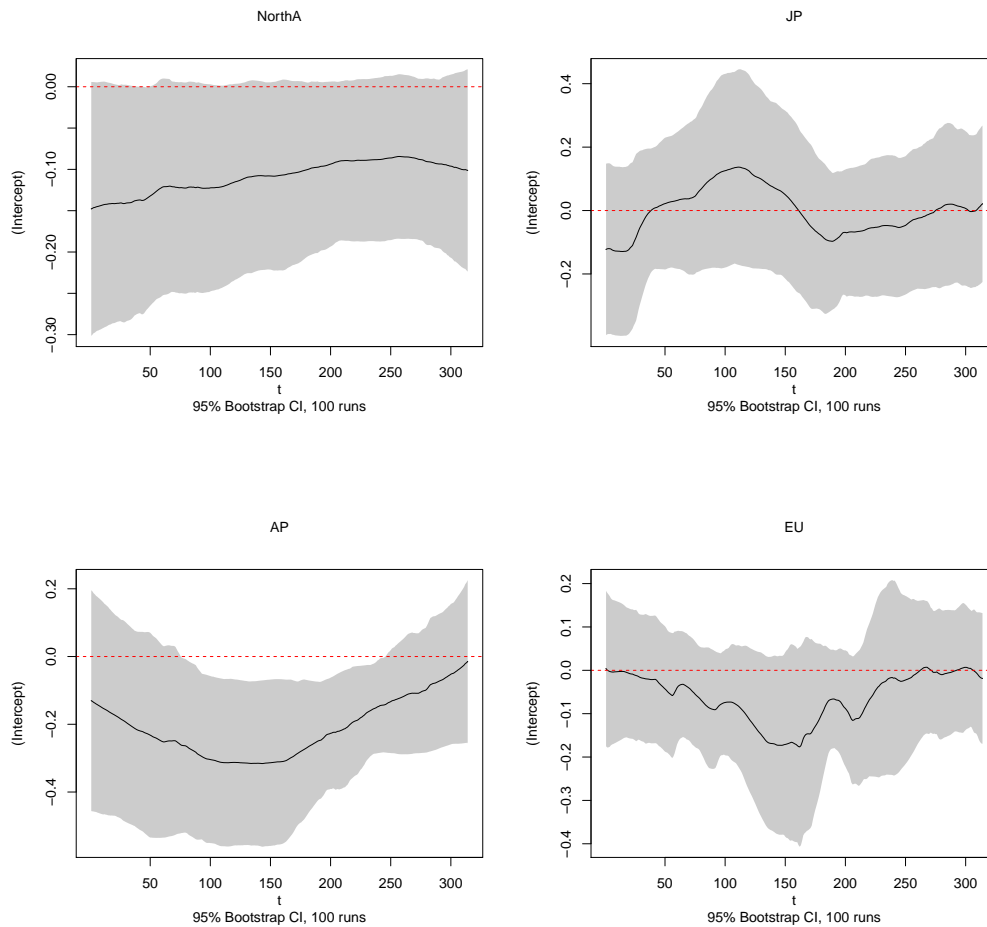 NorthA
(Intercept)
0.00
−0.10
−0.20
−0.30
50 100 150 200 250 300
t
95% Bootstrap CI, 100 runs
JP
(Intercept)
0.4
0.2
0.0
−0.2
50 100 150 200 250 300
t
95% Bootstrap CI, 100 runs
AP
(Intercept)
0.2
0.0
−0.2
−0.4
50 100 150 200 250 300
t
95% Bootstrap CI, 100 runs
EU
(Intercept)
0.2
0.1
0.0
−0.1
−0.2
−0.3
−0.4
50 100 150 200 250 300
t
95% Bootstrap CI, 100 runs